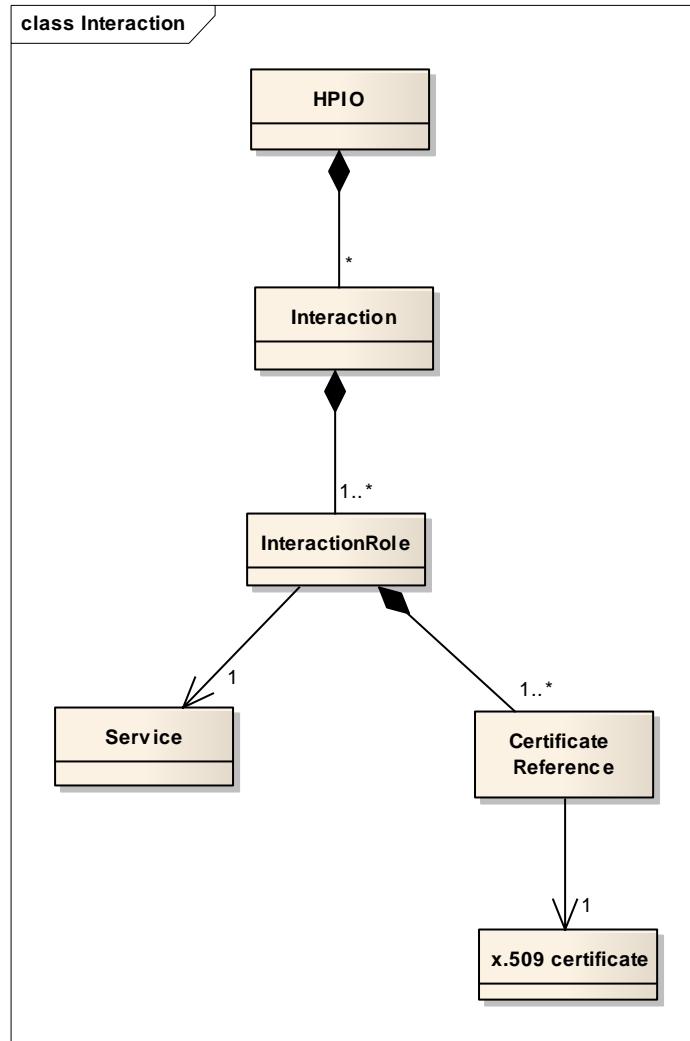 class Interaction
HPIO
*
Interaction
1..*
InteractionRole
1
1..*
Service
Certificate
Reference
1
x.509 certificate